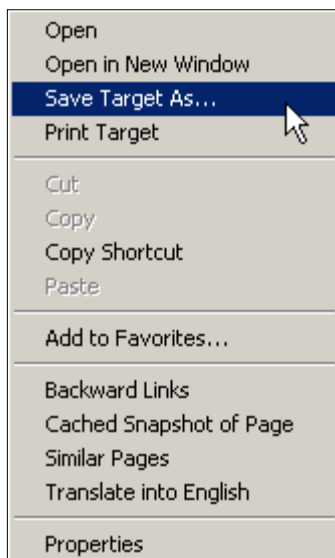 Open
Open in New Window
Save Target As...
Print Target
Cut
Copy
Copy Shortcut
Paste
Add to Favorites...
Backward Links
Cached Snapshot of Page
Similar Pages
Translate into English
Properties